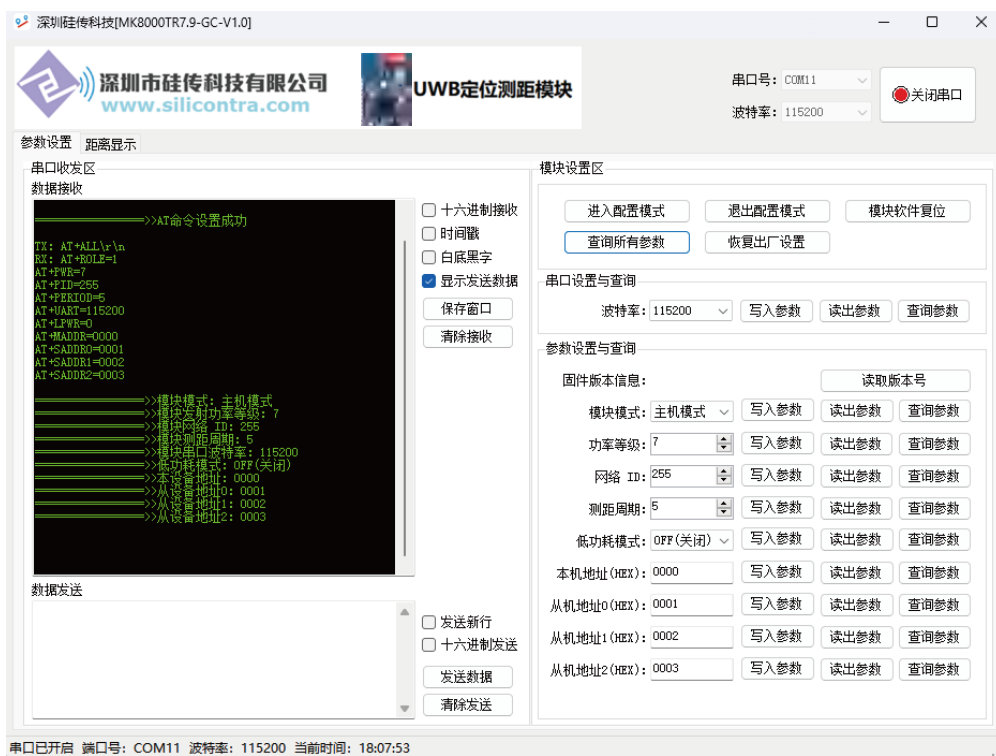 深圳硅传科技[MK8000TR7.9-GC-V1.0]
深圳市硅传科技有限公司
www.silicontra.com
UWB定位测距模块
串口号: COM11
波特率: 115200
关闭串口
参数设置 距离显示
串口收发区
数据接收
═════════>>AT命令设置成功
TX: AT+ALL\r\n
RX: AT+ROLE=1
AT+PWR=7
AT+PID=255
AT+PERIOD=5
AT+UART=115200
AT+LPWR=0
AT+MADDR=0000
AT+SADDR0=0001
AT+SADDR1=0002
AT+SADDR2=0003
═════════>>模块模式: 主机模式
═════════>>模块发射功率等级: 7
═════════>>模块网络 ID: 255
═════════>>模块测距周期: 5
═════════>>模块串口波特率: 115200
═════════>>低功耗模式: OFF(关闭)
═════════>>本设备地址: 0000
═════════>>从设备地址0: 0001
═════════>>从设备地址1: 0002
═════════>>从设备地址2: 0003
十六进制接收
时间戳
白底黑字
显示发送数据
保存窗口
清除接收
数据发送
发送新行
十六进制发送
发送数据
清除发送
模块设置区
进入配置模式 退出配置模式 模块软件复位
查询所有参数 恢复出厂设置
串口设置与查询
波特率: 115200 写入参数 读出参数 查询参数
参数设置与查询
固件版本信息: 读取版本号
模块模式: 主机模式 写入参数 读出参数 查询参数
功率等级: 7 写入参数 读出参数 查询参数
网络 ID: 255 写入参数 读出参数 查询参数
测距周期: 5 写入参数 读出参数 查询参数
低功耗模式: OFF(关闭) 写入参数 读出参数 查询参数
本机地址(HEX): 0000 写入参数 读出参数 查询参数
从机地址0(HEX): 0001 写入参数 读出参数 查询参数
从机地址1(HEX): 0002 写入参数 读出参数 查询参数
从机地址2(HEX): 0003 写入参数 读出参数 查询参数
串口已开启 端口号: COM11 波特率: 115200 当前时间: 18:07:53